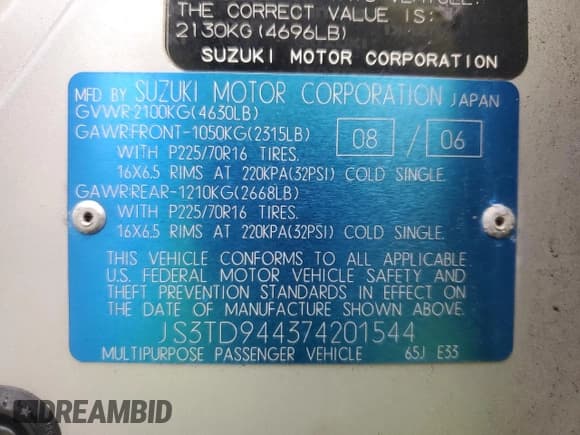 THE CORRECT VALUE IS:
2130KG (4696LB)
SUZUKI MOTOR CORPORATION
MFD BY SUZUKI MOTOR CORPORATION JAPAN
GVWR-2100KG(4630LB)
GAWR:FRONT-1050KG(2315LB) 08 / 06
WITH P225/70R16 TIRES.
16X6.5 RIMS AT 220KPA(32PSI) COLD SINGLE.
GAWR:REAR-1210KG(2668LB)
WITH P225/70R16 TIRES.
16X6.5 RIMS AT 220KPA(32PSI) COLD SINGLE.
THIS VEHICLE CONFORMS TO ALL APPLICABLE.
U.S. FEDERAL MOTOR VEHICLE SAFETY AND
THEFT PREVENTION STANDARDS IN EFFECT ON
THE DATE OF MANUFACTURE SHOWN ABOVE.
JS3TD944374201544
MULTIPURPOSE PASSENGER VEHICLE 65J E33
DREAMBID